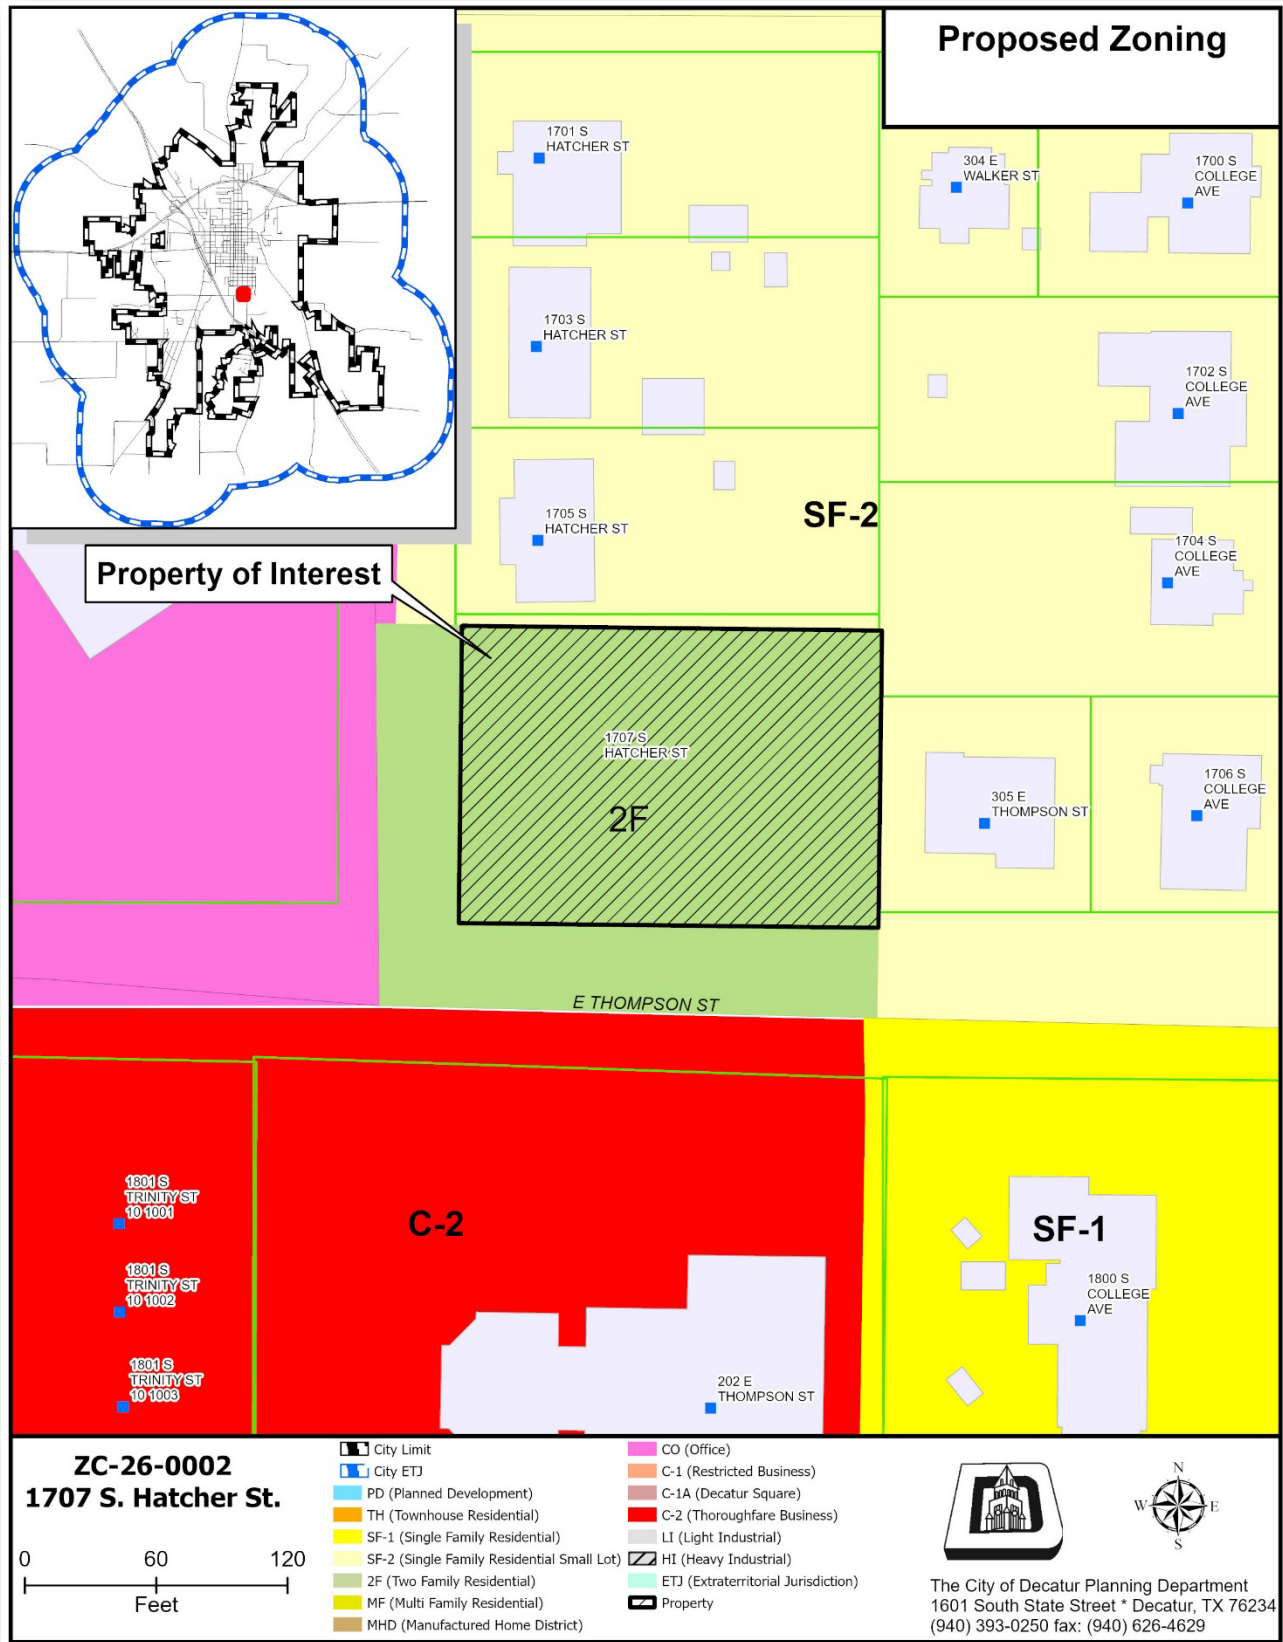 Proposed Zoning
1701 S
HATCHER ST
304 E
WALKER ST
1700 S
COLLEGE
AVE
1703 S
HATCHER ST
1702 S
COLLEGE
AVE
1705 S
HATCHER ST
SF-2
1704 S
COLLEGE
AVE
Property of Interest
1707 S
HATCHER ST
2F
305 E
THOMPSON ST
1706 S
COLLEGE
AVE
E THOMPSON ST
1801 S
TRINITY ST
10 1001
C-2
SF-1
1801 S
TRINITY ST
10 1002
1800 S
COLLEGE
AVE
1801 S
TRINITY ST
10 1003
202 E
THOMPSON ST
ZC-26-0002
1707 S. Hatcher St.
0 60 120
Feet
City Limit
City ETJ
PD (Planned Development)
TH (Townhouse Residential)
SF-1 (Single Family Residential)
SF-2 (Single Family Residential Small Lot)
2F (Two Family Residential)
MF (Multi Family Residential)
MHD (Manufactured Home District)
CO (Office)
C-1 (Restricted Business)
C-1A (Decatur Square)
C-2 (Thoroughfare Business)
LI (Light Industrial)
HI (Heavy Industrial)
ETJ (Extraterritorial Jurisdiction)
Property
N
W E
S
The City of Decatur Planning Department
1601 South State Street * Decatur, TX 76234
(940) 393-0250 fax: (940) 626-4629